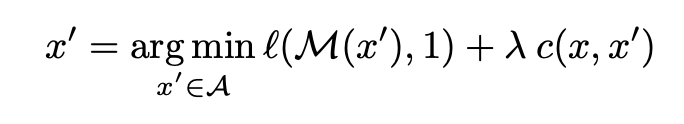 x′ = arg min ℓ(ℳ(x′), 1) + λ c(x, x′)
x′∈𝒜